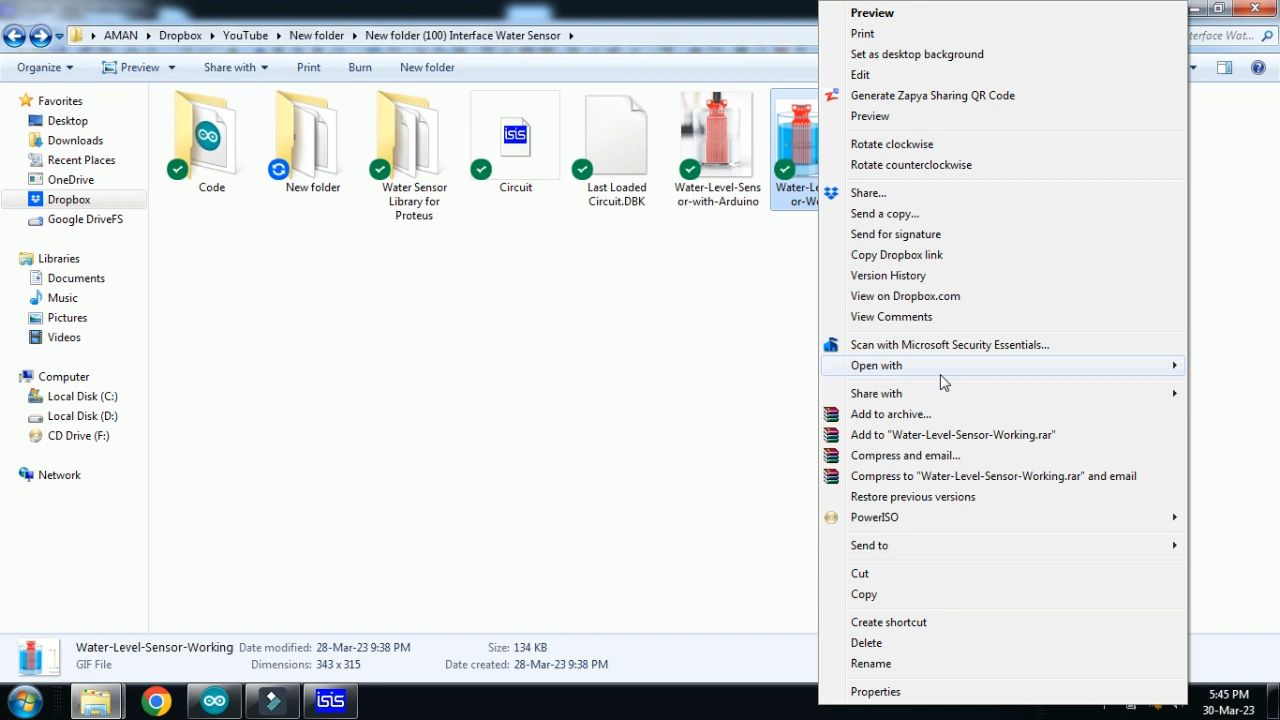 AMAN
Dropbox
YouTube
New folder
New folder (100) Interface Water Sensor
terface Wat...
Organize
Preview
Share with
Print
Burn
New folder
Favorites
Desktop
Downloads
Recent Places
OneDrive
Dropbox
Google DriveFS
Libraries
Documents
Music
Pictures
Videos
Computer
Local Disk (C:)
Local Disk (D:)
CD Drive (F:)
Network
Code
New folder
Water Sensor
Library for
Proteus
isis
Circuit
Last Loaded
Circuit.DBK
Water-Level-Sens
or-with-Arduino
Water-Le
or-Wo
Preview
Print
Set as desktop background
Edit
Generate Zapya Sharing QR Code
Preview
Rotate clockwise
Rotate counterclockwise
Share...
Send a copy...
Send for signature
Copy Dropbox link
Version History
View on Dropbox.com
View Comments
Scan with Microsoft Security Essentials...
Open with
Share with
Add to archive...
Add to "Water-Level-Sensor-Working.rar"
Compress and email...
Compress to "Water-Level-Sensor-Working.rar" and email
Restore previous versions
PowerISO
Send to
Cut
Copy
Create shortcut
Delete
Rename
Properties
Water-Level-Sensor-Working Date modified: 28-Mar-23 9:38 PM Size: 134 KB
GIF File Dimensions: 343 x 315 Date created: 28-Mar-23 9:38 PM
isis
5:45 PM
30-Mar-23